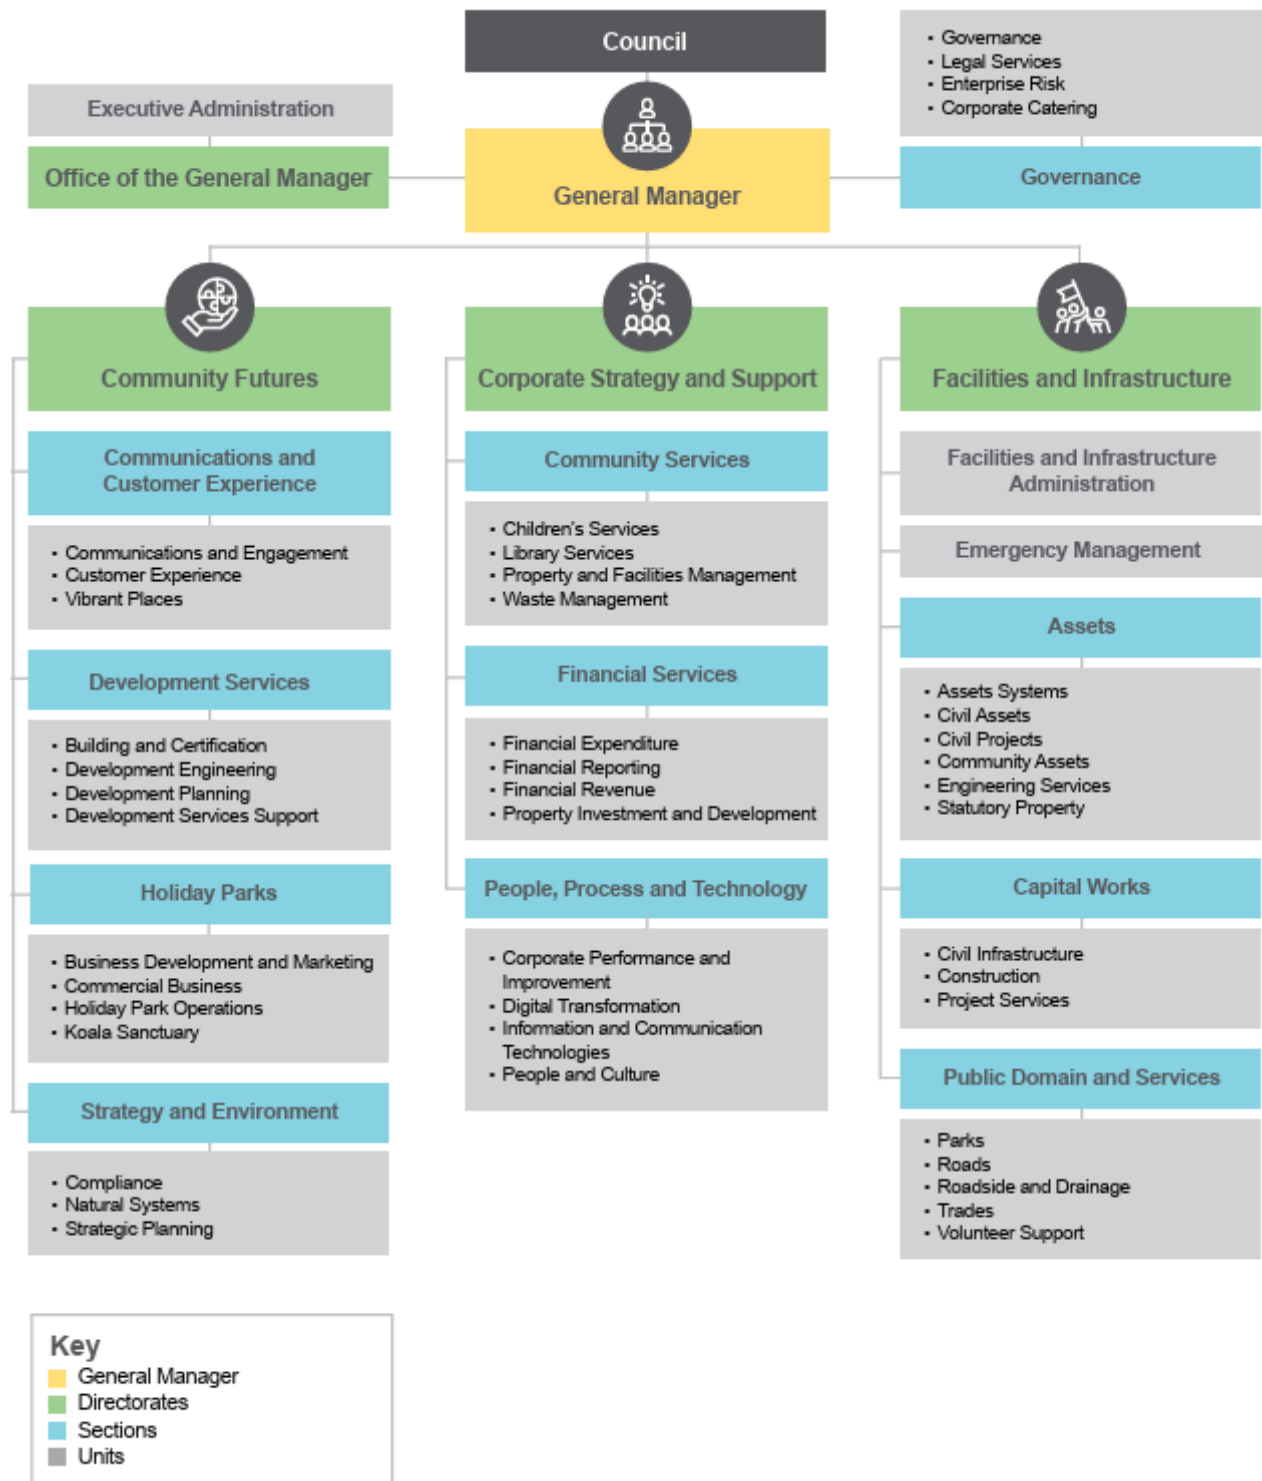 Council
• Governance
• Legal Services
• Enterprise Risk
• Corporate Catering
Executive Administration
Office of the General Manager
General Manager
Governance
Community Futures
Communications and
Customer Experience
• Communications and Engagement
• Customer Experience
• Vibrant Places
Development Services
• Building and Certification
• Development Engineering
• Development Planning
• Development Services Support
Holiday Parks
• Business Development and Marketing
• Commercial Business
• Holiday Park Operations
• Koala Sanctuary
Strategy and Environment
• Compliance
• Natural Systems
• Strategic Planning
Corporate Strategy and Support
Community Services
• Children's Services
• Library Services
• Property and Facilities Management
• Waste Management
Financial Services
• Financial Expenditure
• Financial Reporting
• Financial Revenue
• Property Investment and Development
People, Process and Technology
• Corporate Performance and
Improvement
• Digital Transformation
• Information and Communication
Technologies
• People and Culture
Facilities and Infrastructure
Facilities and Infrastructure
Administration
Emergency Management
Assets
• Assets Systems
• Civil Assets
• Civil Projects
• Community Assets
• Engineering Services
• Statutory Property
Capital Works
• Civil Infrastructure
• Construction
• Project Services
Public Domain and Services
• Parks
• Roads
• Roadside and Drainage
• Trades
• Volunteer Support
Key
General Manager
Directorates
Sections
Units